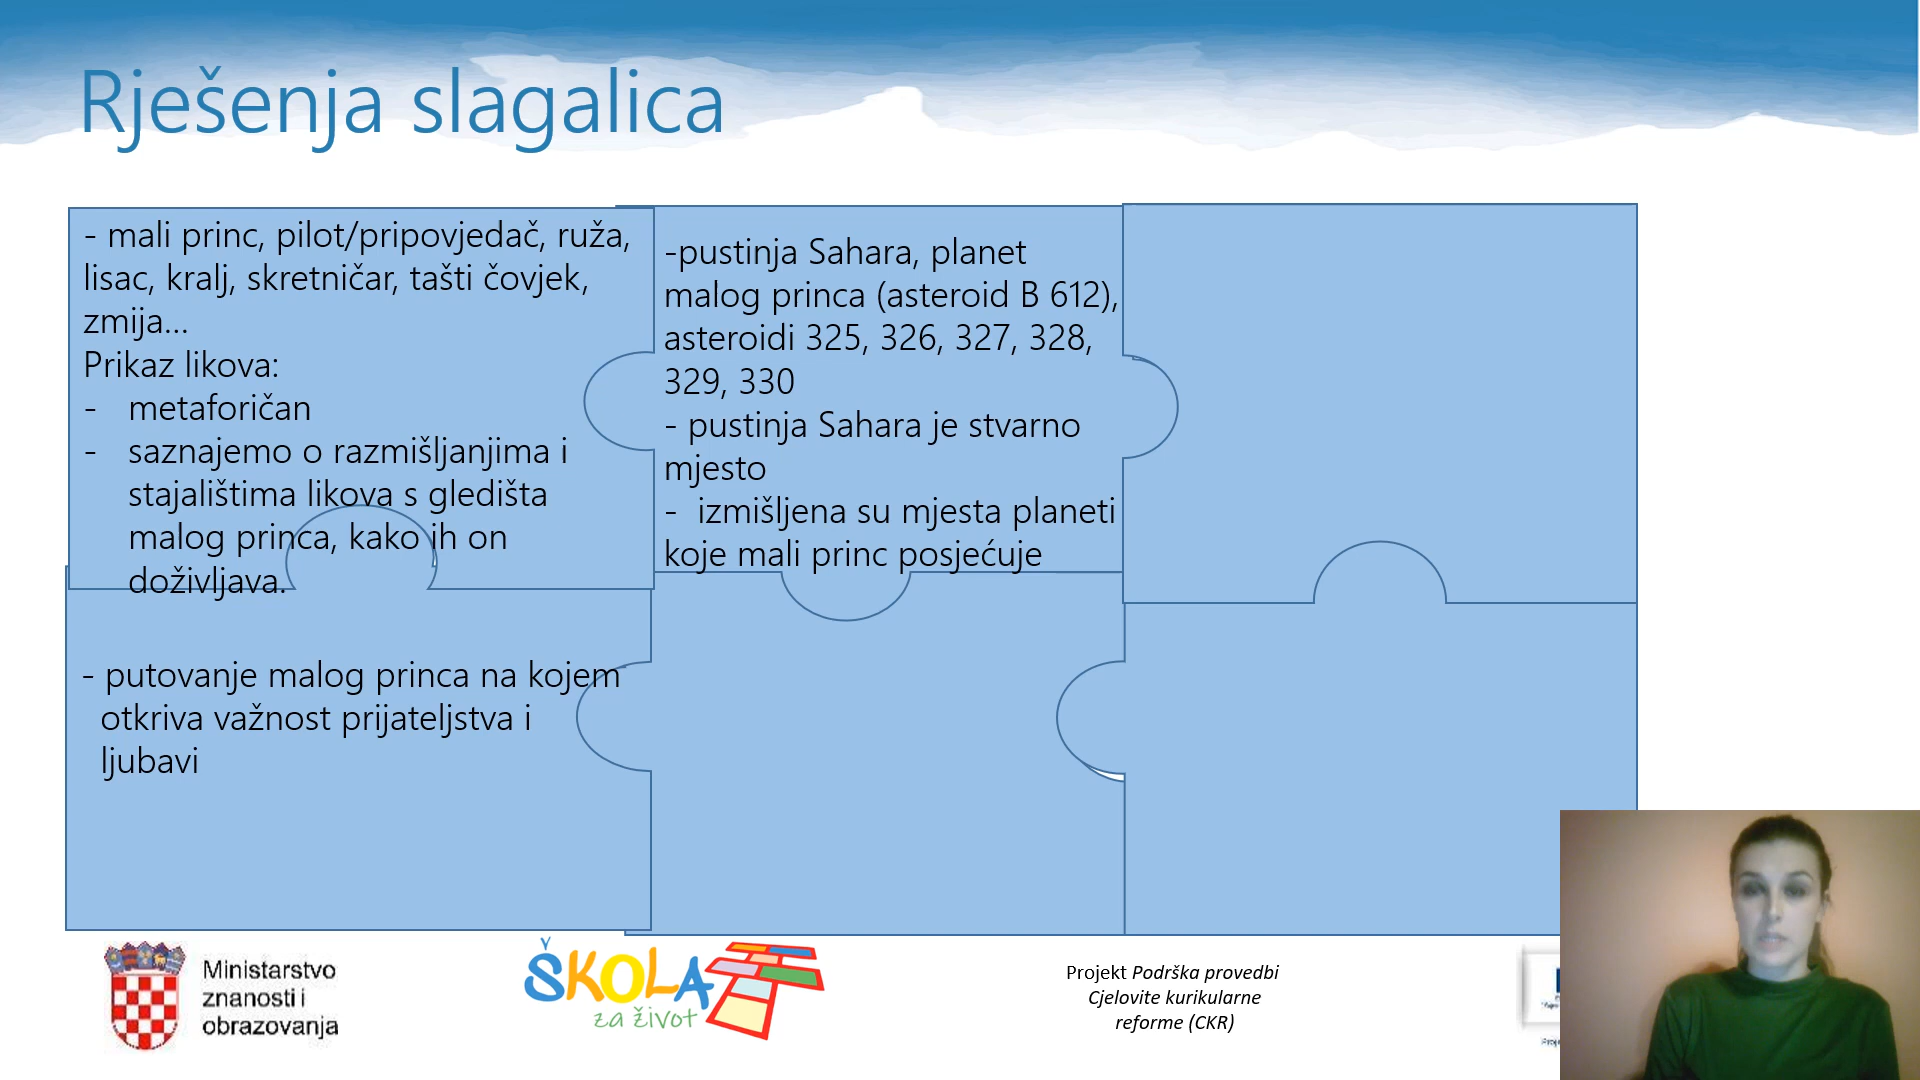 Rješenja slagalica
- mali princ, pilot/pripovjedač, ruža,
lisac, kralj, skretničar, tašti čovjek,
zmija...
Prikaz likova:
- metaforičan
- saznajemo o razmišljanjima i
stajalištima likova s gledišta
malog princa, kako ih on
doživljava.
-pustinja Sahara, planet
malog princa (asteroid B 612),
asteroidi 325, 326, 327, 328,
329, 330
- pustinja Sahara je stvarno
mjesto
- izmišljena su mjesta planeti
koje mali princ posjećuje
- putovanje malog princa na kojem
otkriva važnost prijateljstva i
ljubavi
Ministarstvo
znanosti i
obrazovanja
ŠKOLA
za život
Projekt Podrška provedbi
Cjelovite kurikularne
reforme (CKR)